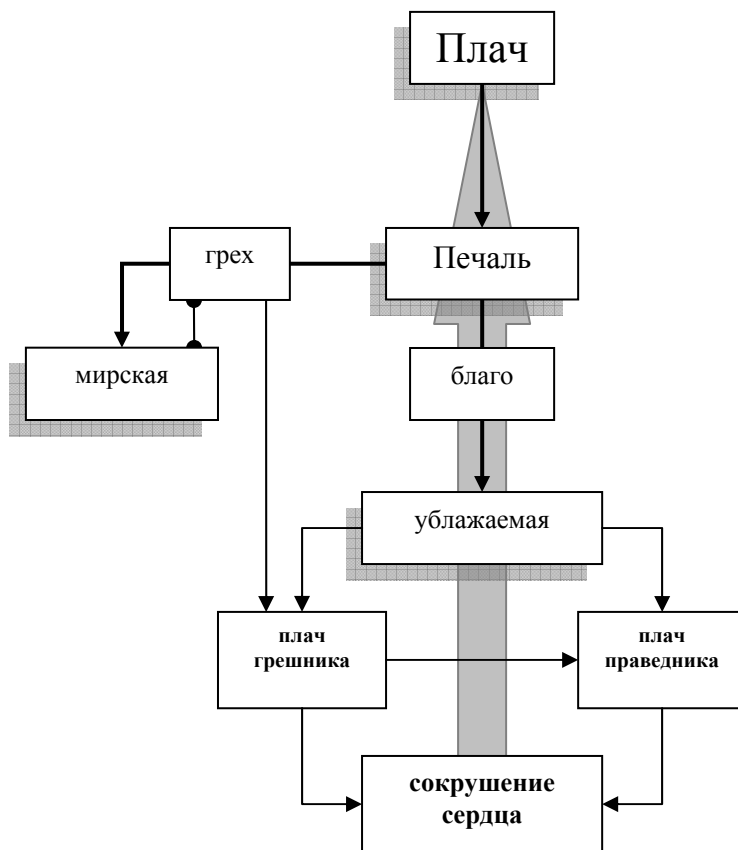 Плач
грех
Печаль
мирская
благо
ублажаемая
плач
грешника
плач
праведника
сокрушение
сердца